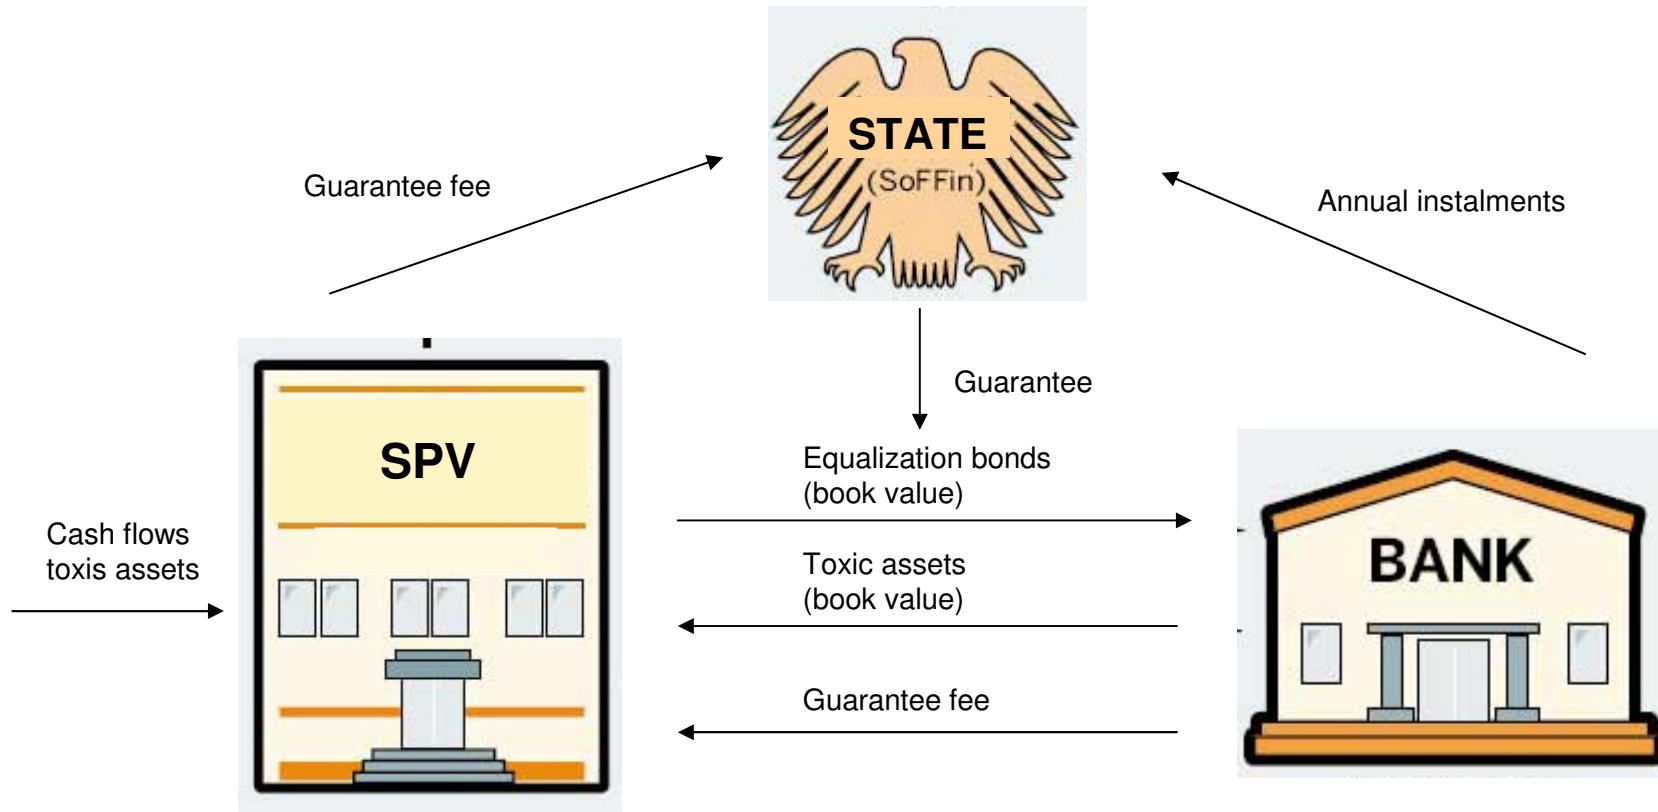 STATE
(SoFFin)
Guarantee fee
Annual instalments
Guarantee
SPV
Equalization bonds
(book value)
Cash flows
toxis assets
Toxic assets
(book value)
BANK
Guarantee fee